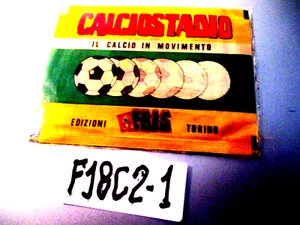 CALCIOSTADIO
IL CALCIO IN MOVIMENTO
EDIZIONI
TORINO
F18C2-1